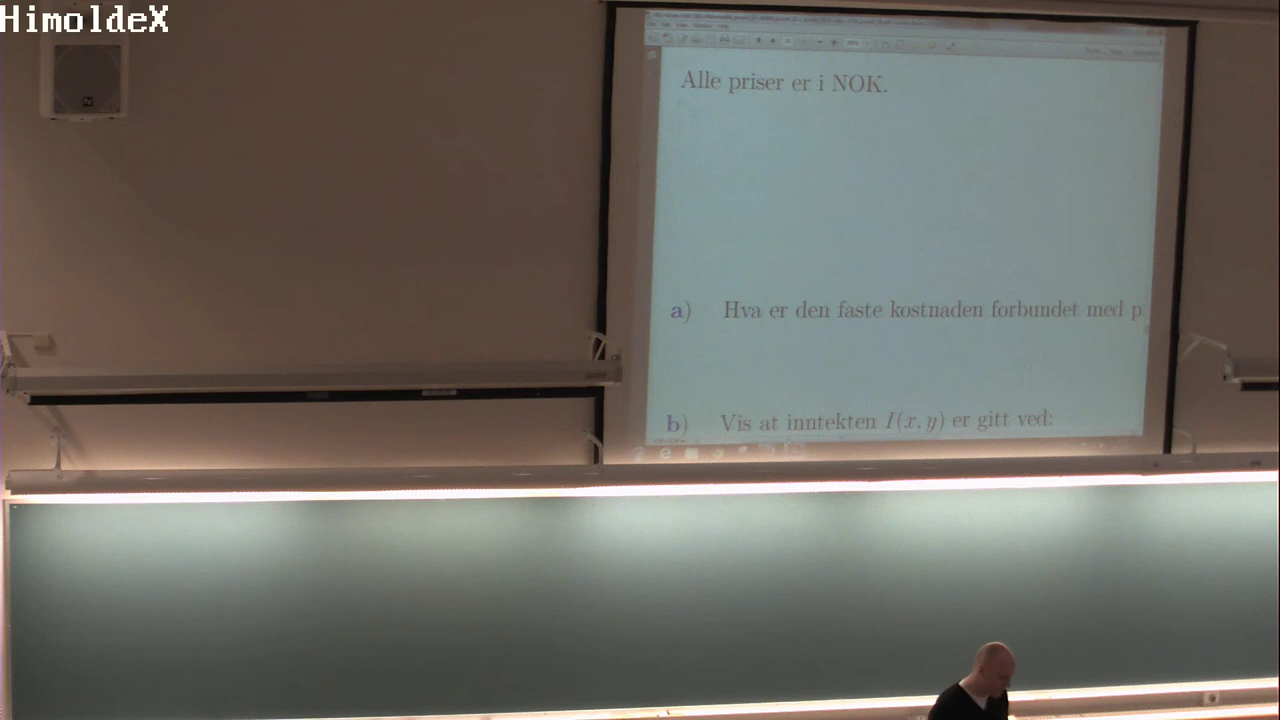 HimoldeX
Alle priser er i NOK.
a) Hva er den faste kostnaden forbundet med p
b) Vis at inntekten I(x, y) er gitt ved: